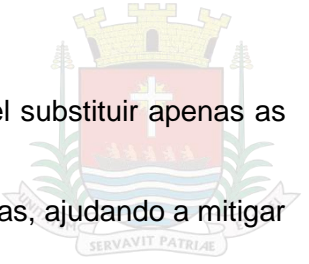 el substituir apenas as
as, ajudando a mitigar
SERVAVIT PATRIAE